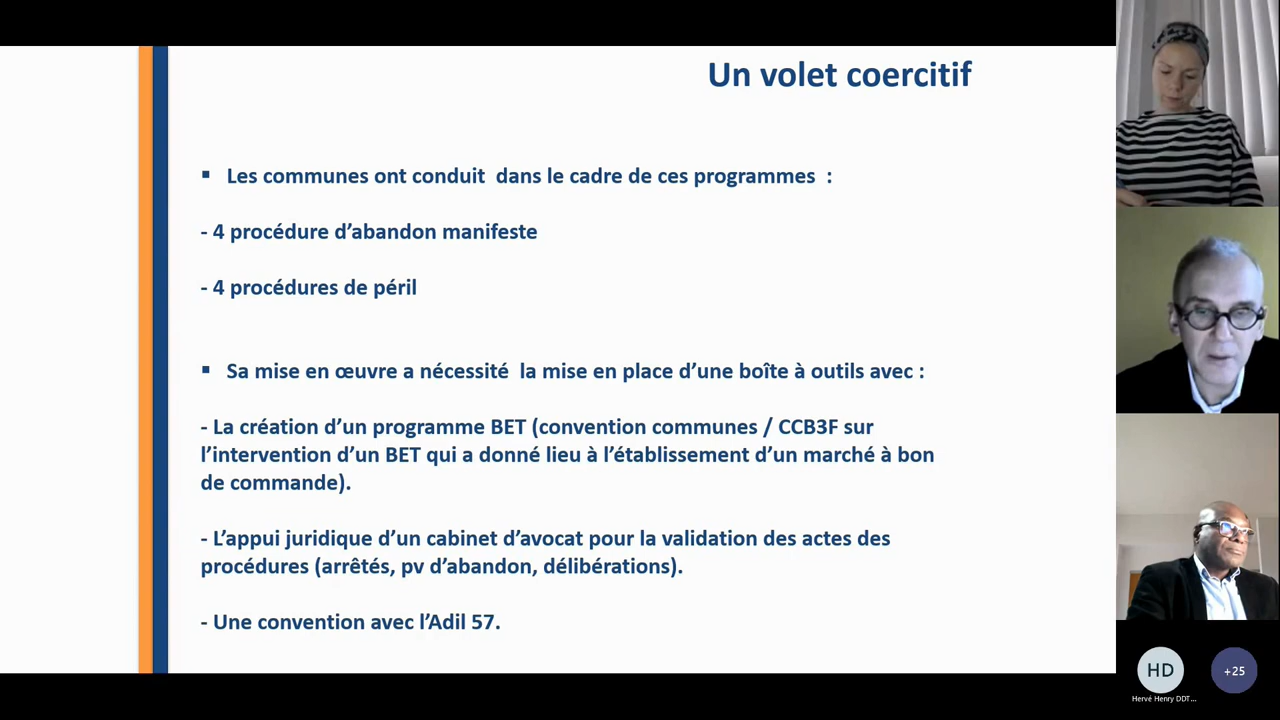 Un volet coercitif
▪ Les communes ont conduit dans le cadre de ces programmes :
- 4 procédure d’abandon manifeste
- 4 procédures de péril
▪ Sa mise en œuvre a nécessité la mise en place d’une boîte à outils avec :
- La création d’un programme BET (convention communes / CCB3F sur
l’intervention d’un BET qui a donné lieu à l’établissement d’un marché à bon
de commande).
- L’appui juridique d’un cabinet d’avocat pour la validation des actes des
procédures (arrêtés, pv d’abandon, délibérations).
- Une convention avec l’Adil 57.
HD
+25
Hervé Henry DDT...